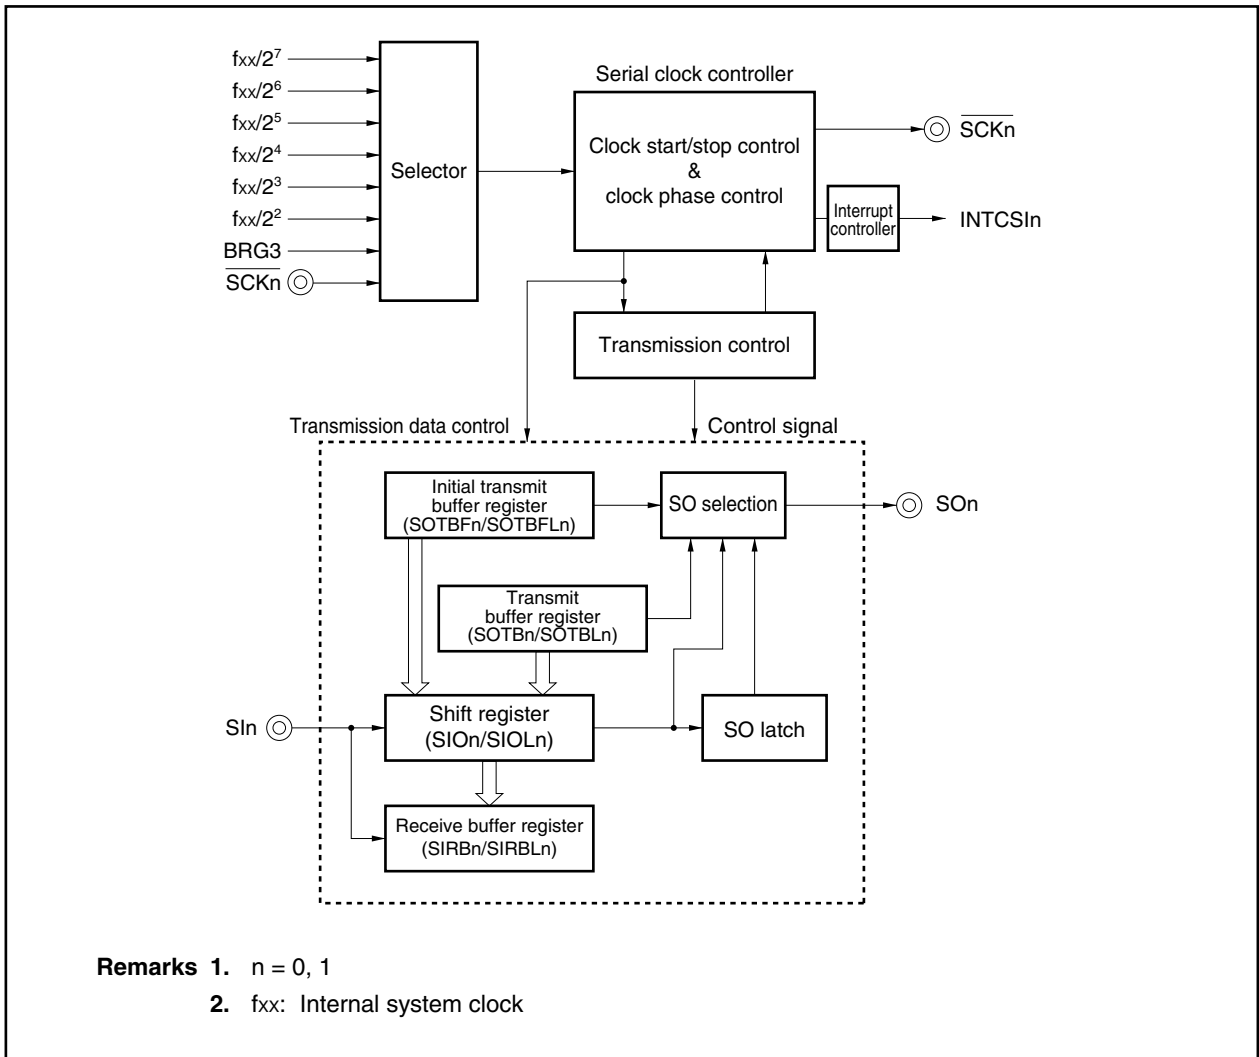 fxx/2⁷
fxx/2⁶
fxx/2⁵
fxx/2⁴
fxx/2³
fxx/2²
BRG3
SCKn
Selector
Serial clock controller
Clock start/stop control
&
clock phase control
SCKn
Interrupt
controller
INTCSIn
Transmission control
Transmission data control
Control signal
Initial transmit
buffer register
(SOTBFn/SOTBFLn)
SO selection
SOn
Transmit
buffer register
(SOTBn/SOTBLn)
SIn
Shift register
(SIOn/SIOLn)
SO latch
Receive buffer register
(SIRBn/SIRBLn)
Remarks 1. n = 0, 1
2. fxx: Internal system clock